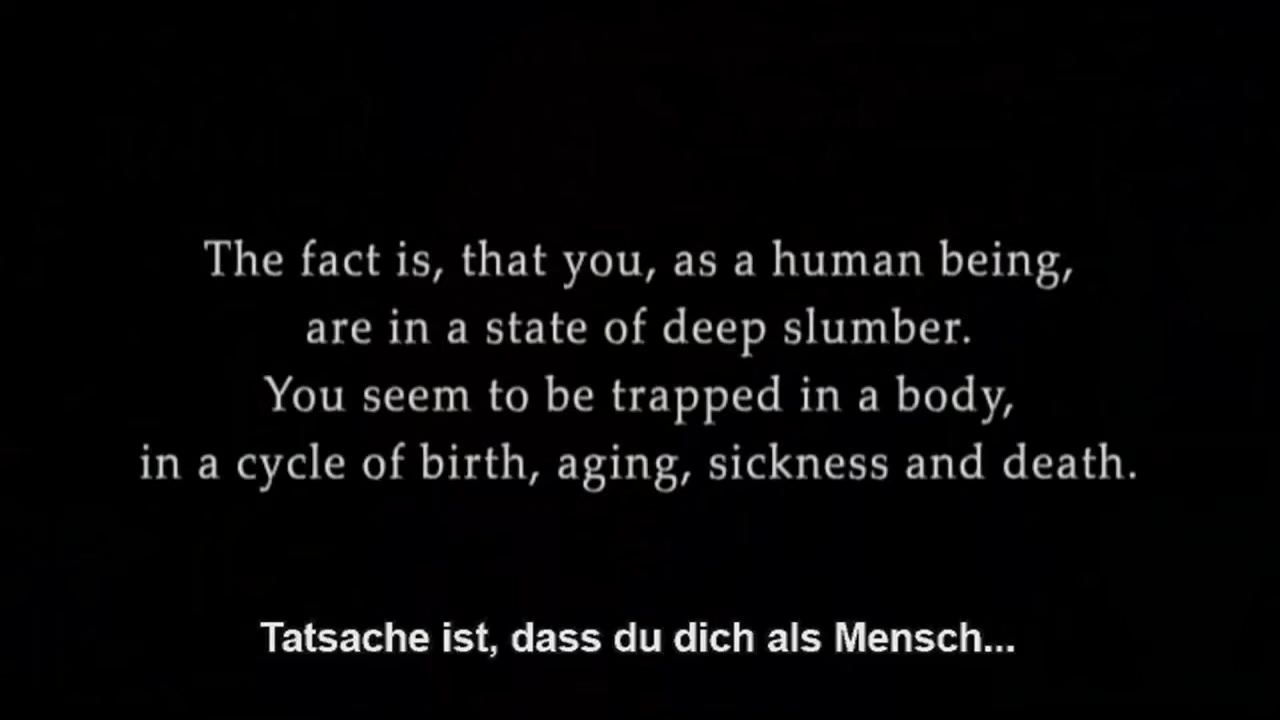 The fact is, that you, as a human being,
are in a state of deep slumber.
You seem to be trapped in a body,
in a cycle of birth, aging, sickness and death.
Tatsache ist, dass du dich als Mensch...